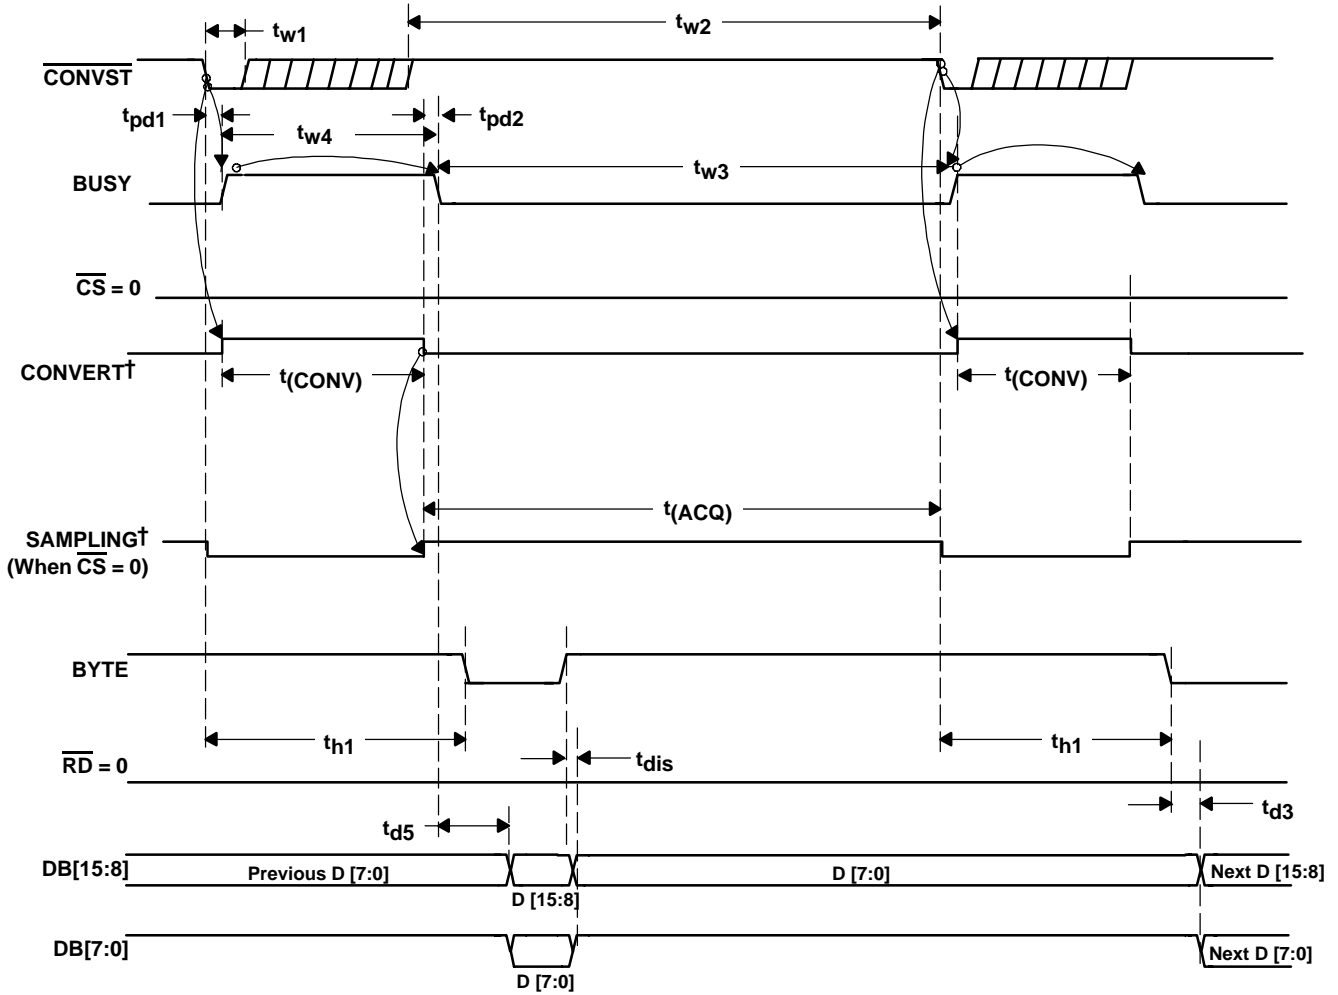 tw1
tw2
CONVST
tpd1
tw4
tpd2
tw3
BUSY
CS = 0
CONVERT†
t(CONV)
t(CONV)
t(ACQ)
SAMPLING†
(When CS = 0)
BYTE
th1
th1
RD = 0
tdis
td3
td5
DB[15:8]
Previous D [7:0]
D [15:8]
D [7:0]
Next D [15:8]
DB[7:0]
D [7:0]
Next D [7:0]